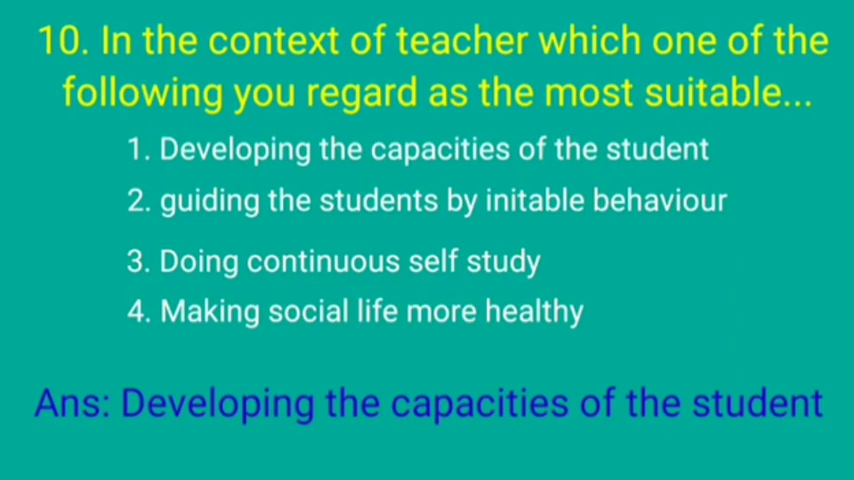 10. In the context of teacher which one of the
following you regard as the most suitable...
1. Developing the capacities of the student
2. guiding the students by initable behaviour
3. Doing continuous self study
4. Making social life more healthy
Ans: Developing the capacities of the student